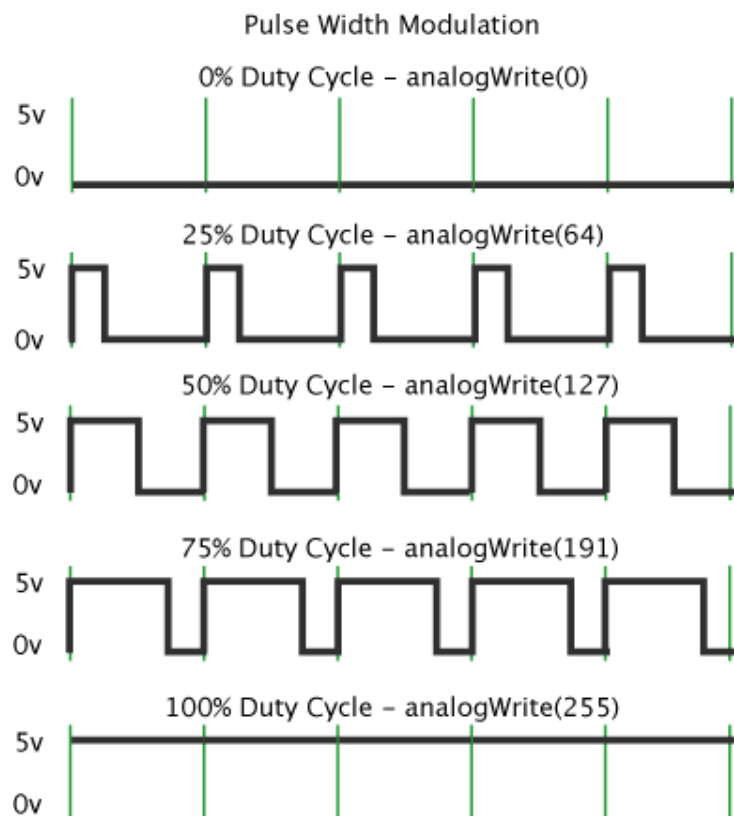 Pulse Width Modulation
0% Duty Cycle – analogWrite(0)
5v
0v
25% Duty Cycle – analogWrite(64)
5v
0v
50% Duty Cycle – analogWrite(127)
5v
0v
75% Duty Cycle – analogWrite(191)
5v
0v
100% Duty Cycle – analogWrite(255)
5v
0v